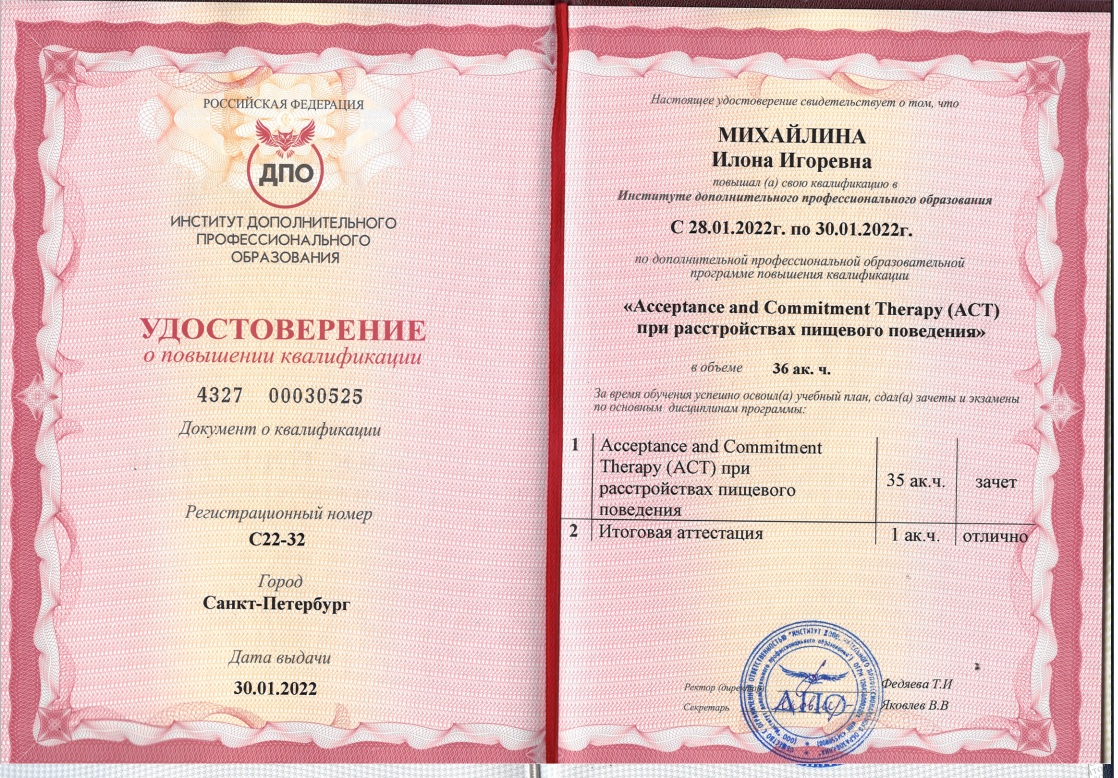 РОССИЙСКАЯ ФЕДЕРАЦИЯ
ДПО
ИНСТИТУТ ДОПОЛНИТЕЛЬНОГО
ПРОФЕССИОНАЛЬНОГО
ОБРАЗОВАНИЯ
УДОСТОВЕРЕНИЕ
о повышении квалификации
4327 00030525
Документ о квалификации
Регистрационный номер
С22-32
Город
Санкт-Петербург
Дата выдачи
30.01.2022
Настоящее удостоверение свидетельствует о том, что
МИХАЙЛИНА
Илона Игоревна
повышал (а) свою квалификацию в
Институте дополнительного профессионального образования
С 28.01.2022г. по 30.01.2022г.
по дополнительной профессиональной образовательной
программе повышения квалификации
«Acceptance and Commitment Therapy (ACT)
при расстройствах пищевого поведения»
в объеме 36 ак. ч.
За время обучения успешно освоил(а) учебный план, сдал(а) зачеты и экзамены
по основным дисциплинам программы:
1 Acceptance and Commitment
Therapy (ACT) при
расстройствах пищевого
поведения
35 ак.ч. зачет
2 Итоговая аттестация 1 ак.ч. отлично
Ректор Федяева Т.И
Секретарь Яковлев В.В
ДПО